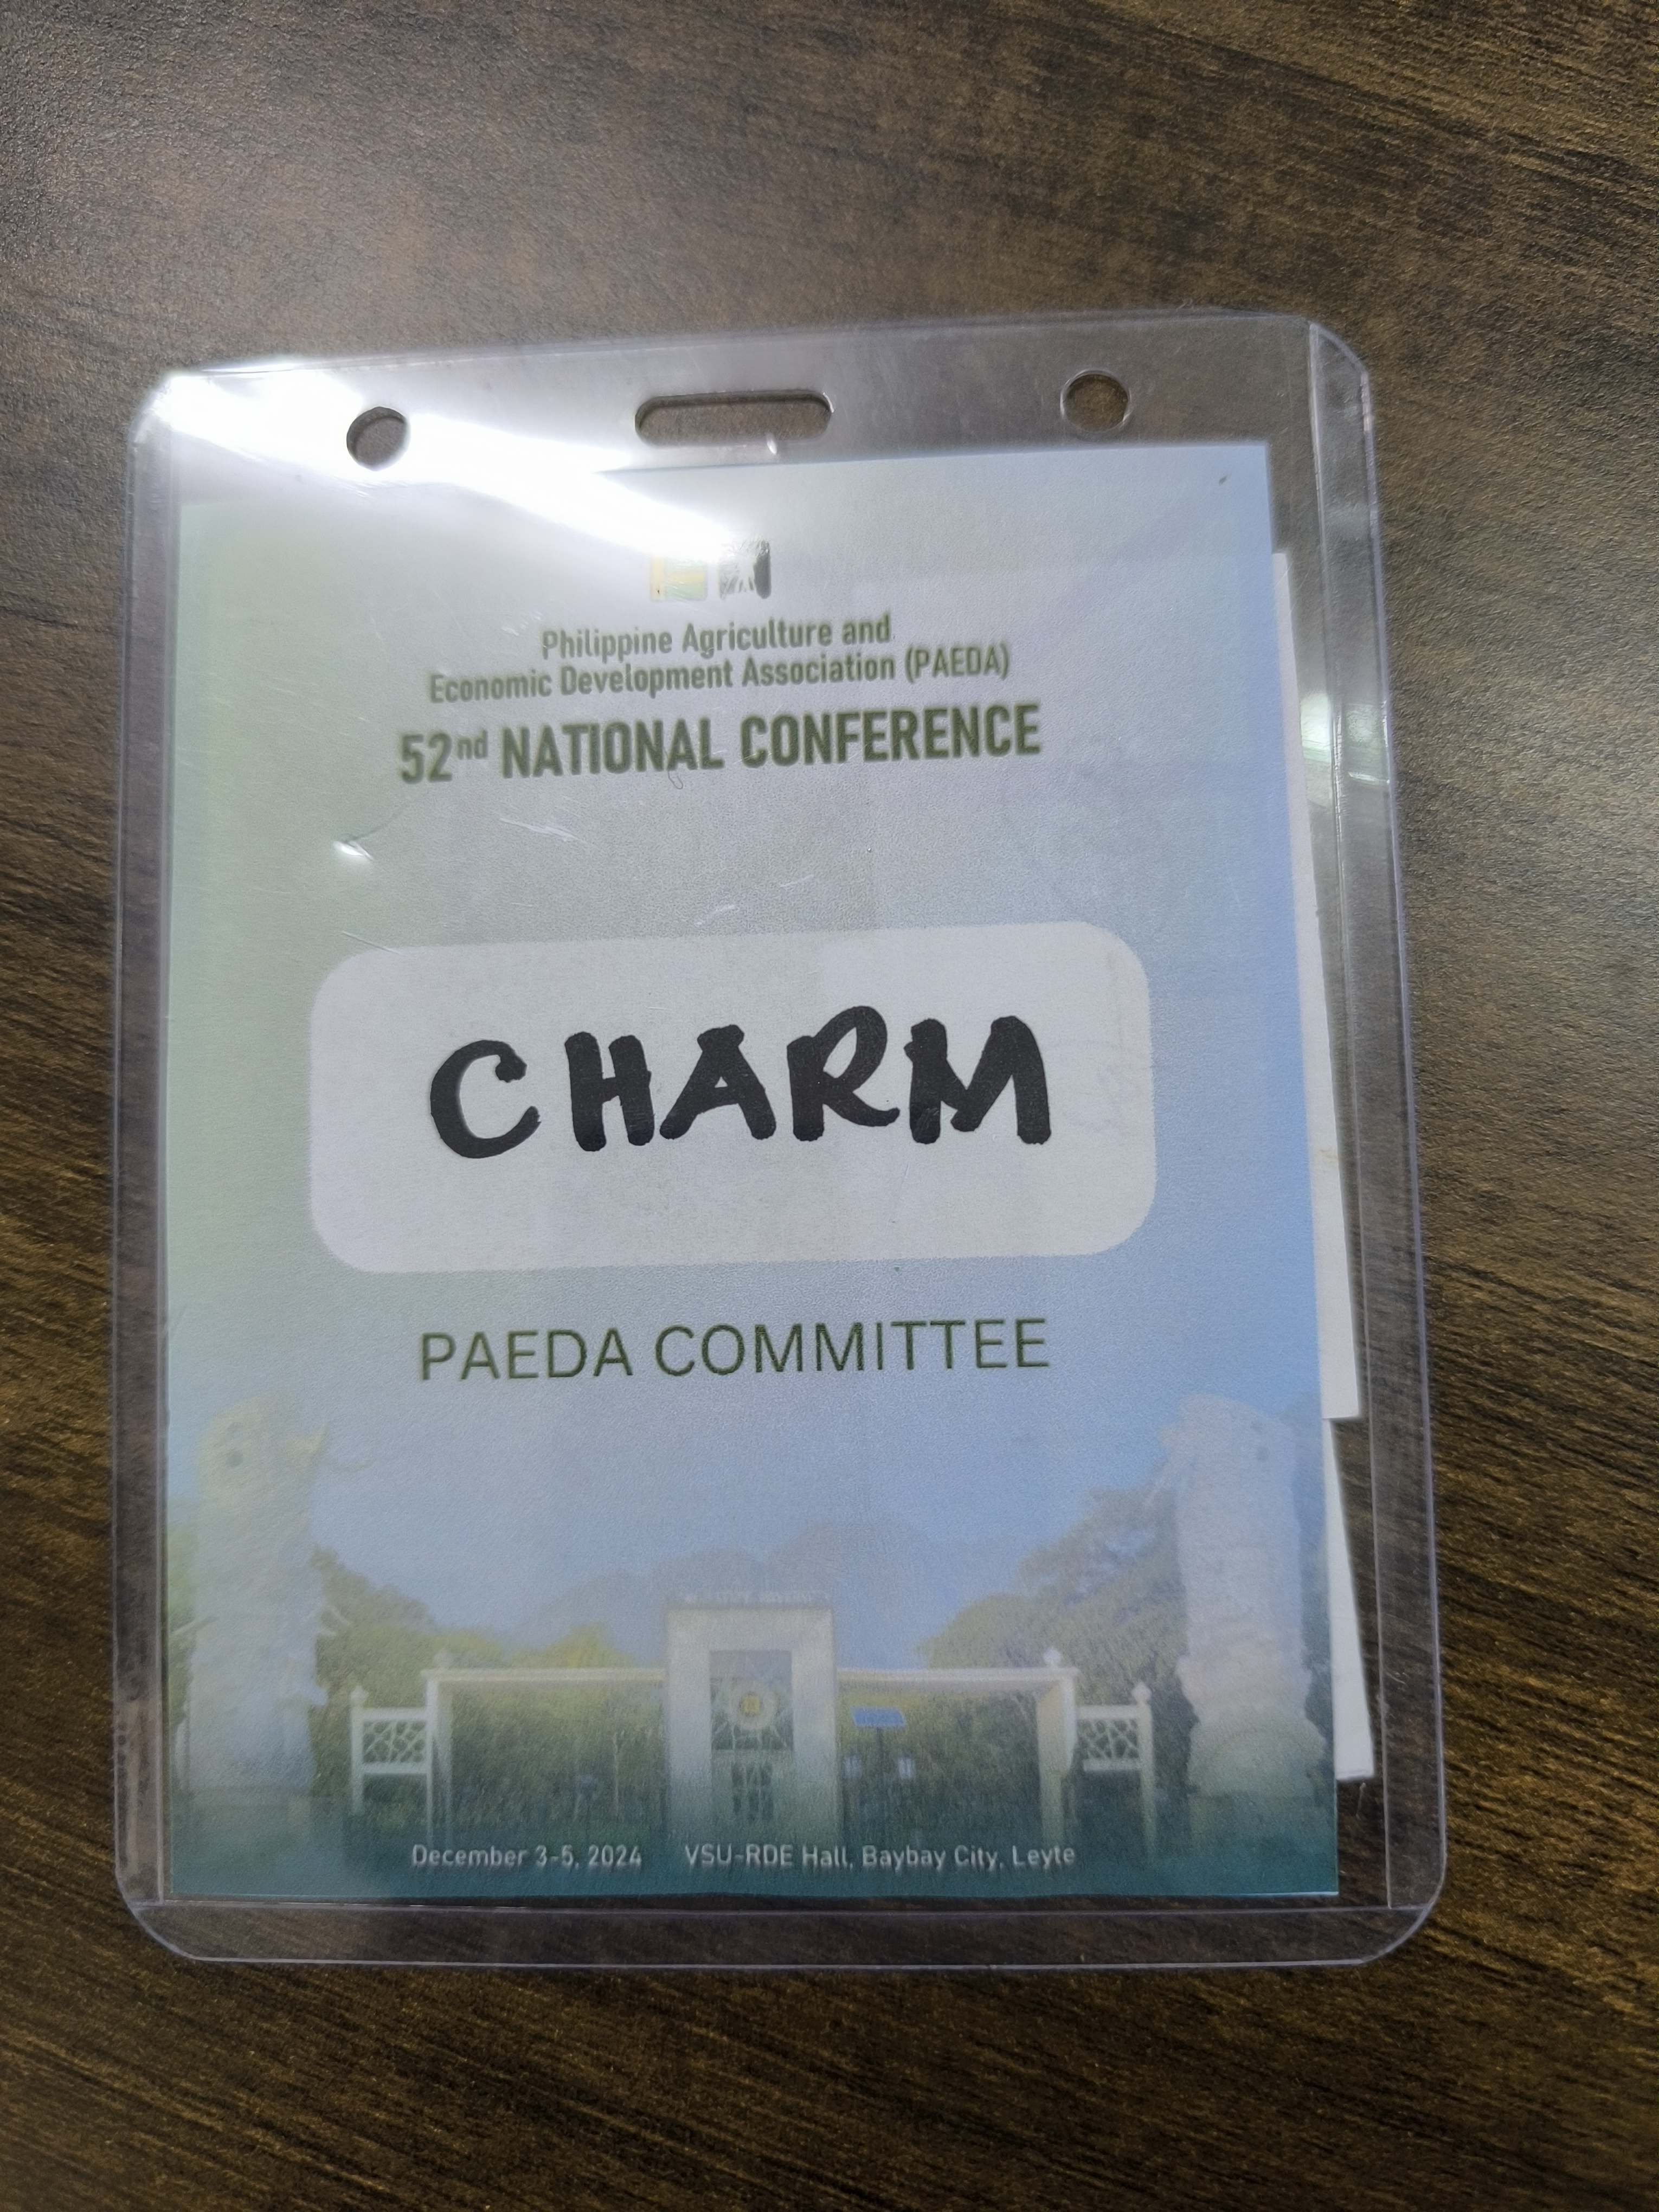 Philippine Agriculture and
Economic Development Association (PAEDA)
52nd NATIONAL CONFERENCE
CHARM
PAEDA COMMITTEE
December 3-5, 2024 VSU-RDE Hall, Baybay City, Leyte